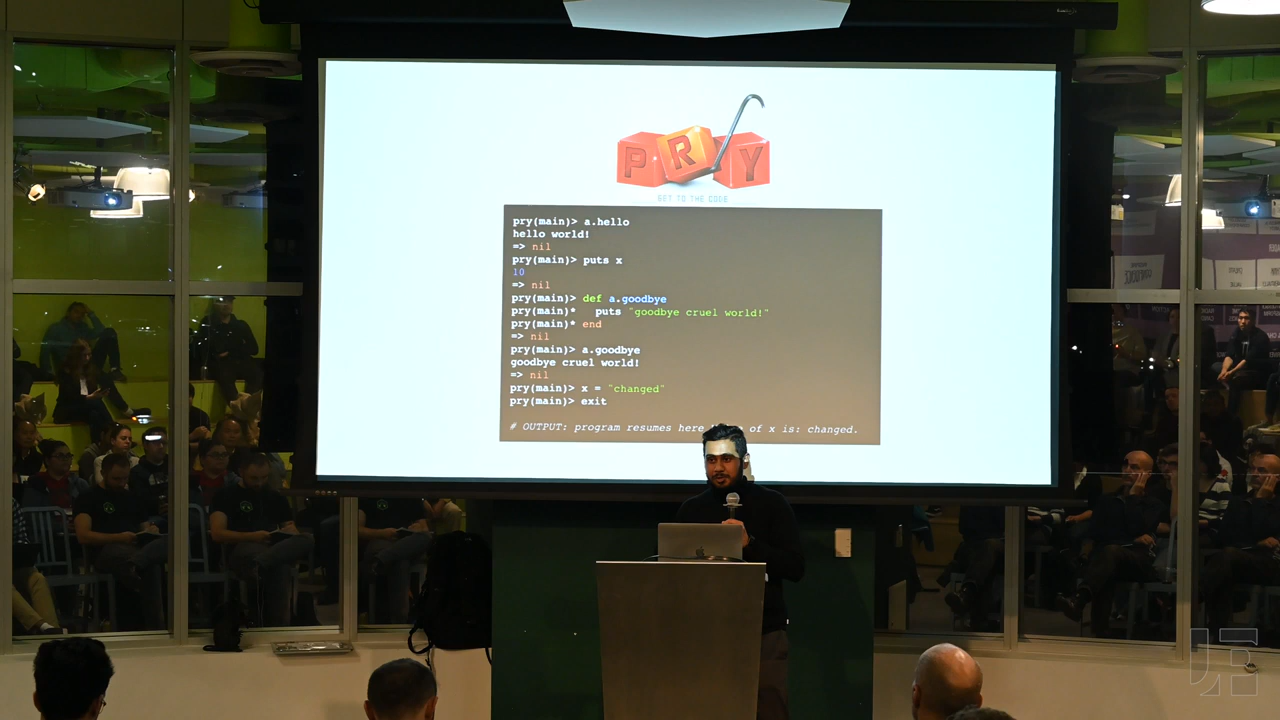 PRY
GET TO THE CODE
pry(main)> a.hello
hello world!
=> nil
pry(main)> puts x
10
=> nil
pry(main)> def a.goodbye
pry(main)*   puts "goodbye cruel world!"
pry(main)* end
=> nil
pry(main)> a.goodbye
goodbye cruel world!
=> nil
pry(main)> x = "changed"
pry(main)> exit
# OUTPUT: program resumes here of x is: changed.